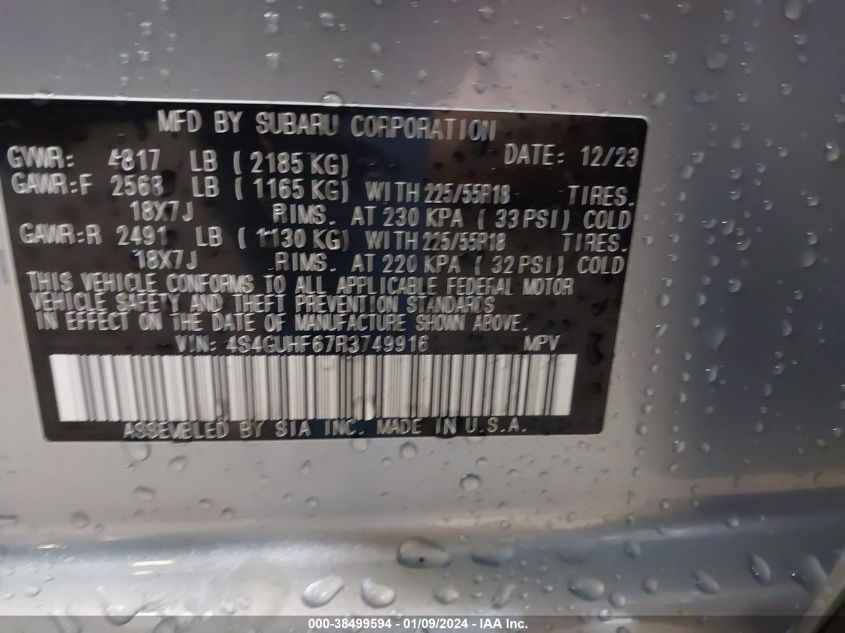 MFD BY SUBARU CORPORATION
GVWR: 4817 LB ( 2185 KG) DATE: 12/23
GAWR:F 2568 LB ( 1165 KG) WITH 225/55R18 TIRES.
18X7J RIMS. AT 230 KPA ( 33 PSI) COLD
GAWR:R 2491 LB ( 1130 KG) WITH 225/55R18 TIRES.
18X7J RIMS. AT 220 KPA ( 32 PSI) COLD
THIS VEHICLE CONFORMS TO ALL APPLICABLE FEDERAL MOTOR
VEHICLE SAFETY AND THEFT PREVENTION STANDARDS
IN EFFECT ON THE DATE OF MANUFACTURE SHOWN ABOVE.
VIN: 4S4GUHF67R3749916 MPV
ASSEMBLED BY SIA INC. MADE IN U.S.A.
000-38499594 - 01/09/2024 - IAA, Inc.